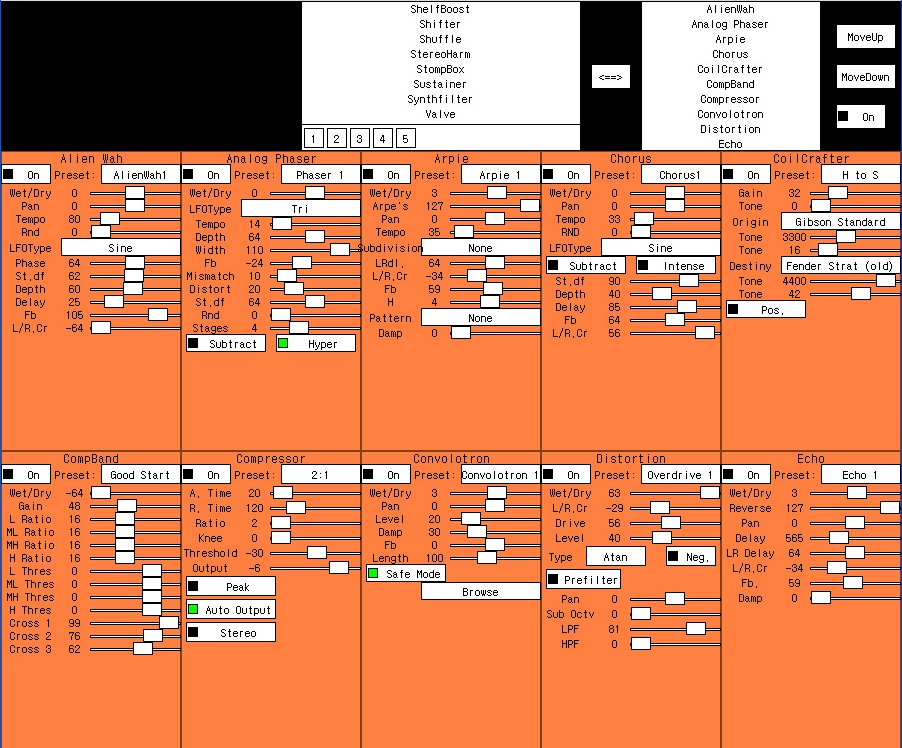 ShelfBoost
Shifter
Shuffle
StereoHarm
StompBox
Sustainer
Synthfilter
Valve
1 2 3 4 5
<==>
AlienWah
Analog Phaser
Arpie
Chorus
CoilCrafter
CompBand
Compressor
Convolotron
Distortion
Echo
MoveUp
MoveDown
On
Alien Wah
On Preset: AlienWah1
Wet/Dry 0
Pan 0
Tempo 80
Rnd 0
LFOType Sine
Phase 64
St.df 62
Depth 60
Delay 25
Fb 105
L/R.Cr -64
Analog Phaser
On Preset: Phaser 1
Wet/Dry 0
LFOType Tri
Tempo 14
Depth 64
Width 110
Fb -24
Mismatch 10
Distort 20
St.df 64
Rnd 0
Stages 4
Subtract Hyper
Arpie
On Preset: Arpie 1
Wet/Dry 3
Arpe's 127
Pan 0
Tempo 35
Subdivision None
LRdl. 64
L/R.Cr -34
Fb 59
H 4
Pattern None
Damp 0
Chorus
On Preset: Chorus1
Wet/Dry 0
Pan 0
Tempo 33
RND 0
LFOType Sine
Subtract Intense
St.df 90
Depth 40
Delay 85
Fb 64
L/R.Cr 56
CoilCrafter
On Preset: H to S
Gain 32
Tone 0
Origin Gibson Standard
Tone 3300
Tone 16
Destiny Fender Strat (old)
Tone 4400
Tone 42
Pos.
CompBand
On Preset: Good Start
Wet/Dry -64
Gain 48
L Ratio 16
ML Ratio 16
MH Ratio 16
H Ratio 16
L Thres 0
ML Thres 0
MH Thres 0
H Thres 0
Cross 1 99
Cross 2 76
Cross 3 62
Compressor
On Preset: 2:1
A. Time 20
R. Time 120
Ratio 2
Knee 0
Threshold -30
Output -6
Peak
Auto Output
Stereo
Convolotron
On Preset: Convolotron 1
Wet/Dry 3
Pan 0
Level 20
Damp 30
Fb 0
Length 100
Safe Mode
Browse
Distortion
On Preset: Overdrive 1
Wet/Dry 63
L/R.Cr -29
Drive 56
Level 40
Type Atan Neg.
Prefilter
Pan 0
Sub Octv 0
LPF 81
HPF 0
Echo
On Preset: Echo 1
Wet/Dry 3
Reverse 127
Pan 0
Delay 565
LR Delay 64
L/R.Cr -34
Fb. 59
Damp 0